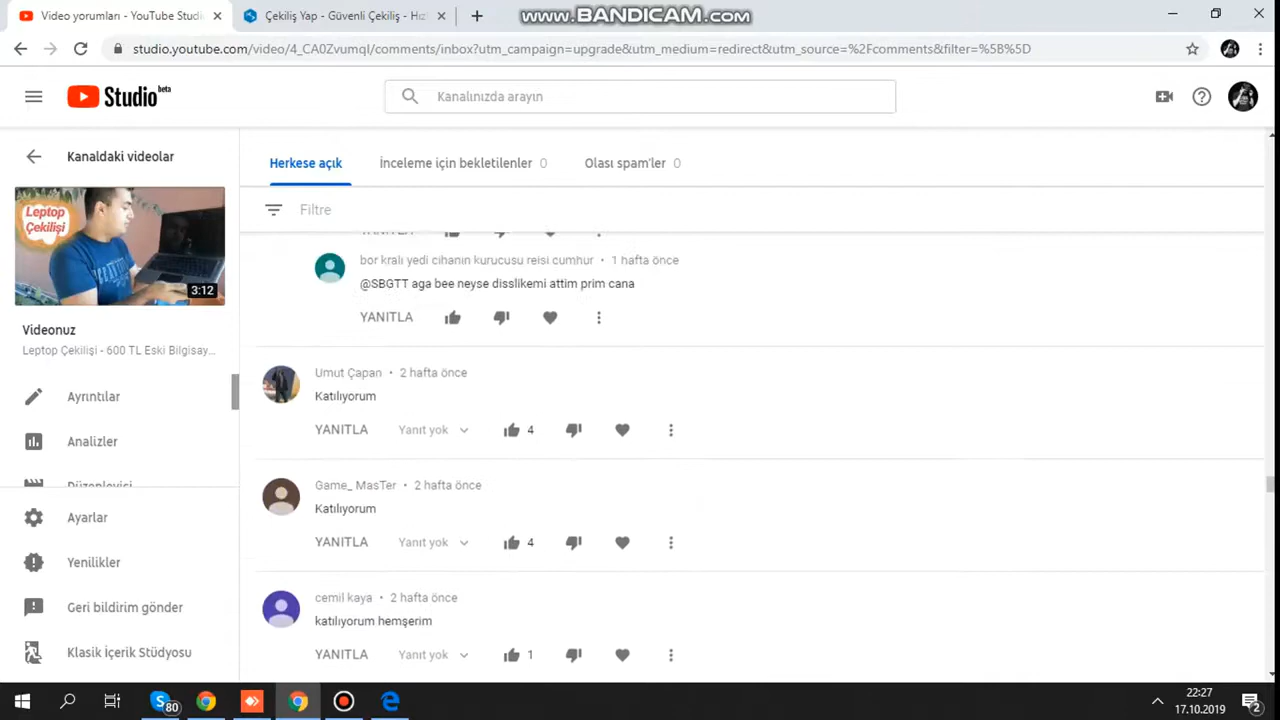 Video yorumları - YouTube Studi
Çekiliş Yap - Güvenli Çekiliş - Hız
www.BANDICAM.com
studio.youtube.com/video/4_CA0ZvumqI/comments/inbox?utm_campaign=upgrade&utm_medium=redirect&utm_source=%2Fcomments&filter=%5B%5D
Studio beta
Kanalınızda arayın
Kanaldaki videolar
Leptop
Çekilişi
3:12
Videonuz
Leptop Çekilişi - 600 TL Eski Bilgisay...
Ayrıntılar
Analizler
Düzenleyici
Ayarlar
Yenilikler
Geri bildirim gönder
Klasik İçerik Stüdyosu
Herkese açık
İnceleme için bekletilenler 0
Olası spam'ler 0
Filtre
YANITLA
bor kralı yedi cihanın kurucusu reisi cumhur • 1 hafta önce
@SBGTT aga bee neyse disslikemi attim prim cana
YANITLA
Umut Çapan • 2 hafta önce
Katılıyorum
YANITLA Yanıt yok 4
Game_ MasTer • 2 hafta önce
Katılıyorum
YANITLA Yanıt yok 4
cemil kaya • 2 hafta önce
katılıyorum hemşerim
YANITLA Yanıt yok 1
S 80
22:27
17.10.2019
2